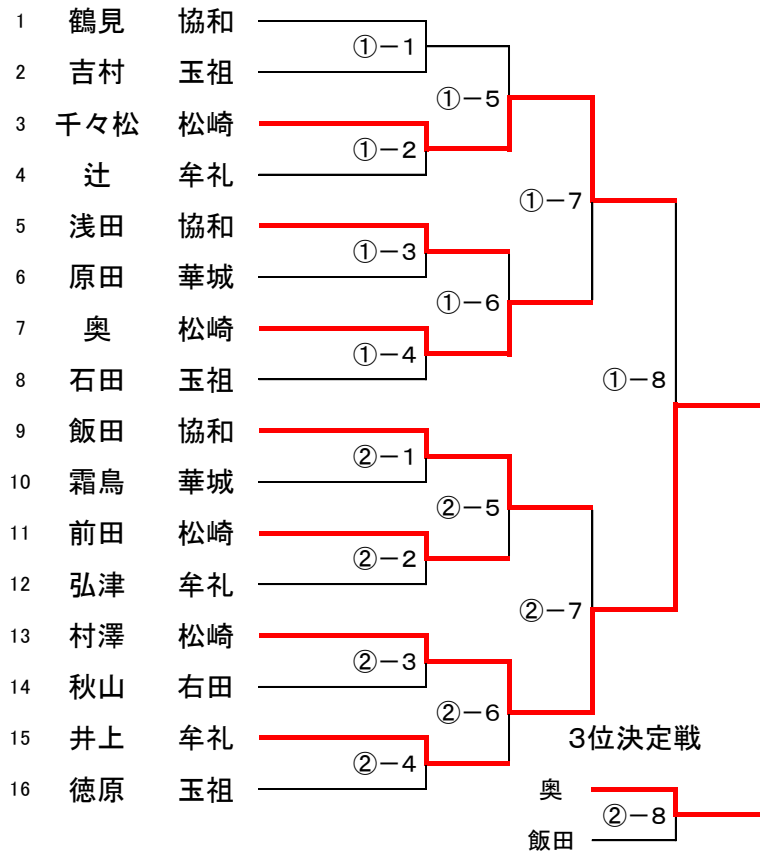 1 鶴見 協和
①－1
2 吉村 玉祖
①－5
3 千々松 松崎
①－2
4 辻 牟礼
①－7
5 浅田 協和
①－3
6 原田 華城
①－6
7 奥 松崎
①－4
8 石田 玉祖
①－8
9 飯田 協和
②－1
10 霜鳥 華城
②－5
11 前田 松崎
②－2
12 弘津 牟礼
②－7
13 村澤 松崎
②－3
14 秋山 右田
②－6
15 井上 牟礼
3位決定戦
②－4
16 徳原 玉祖
奥
②－8
飯田